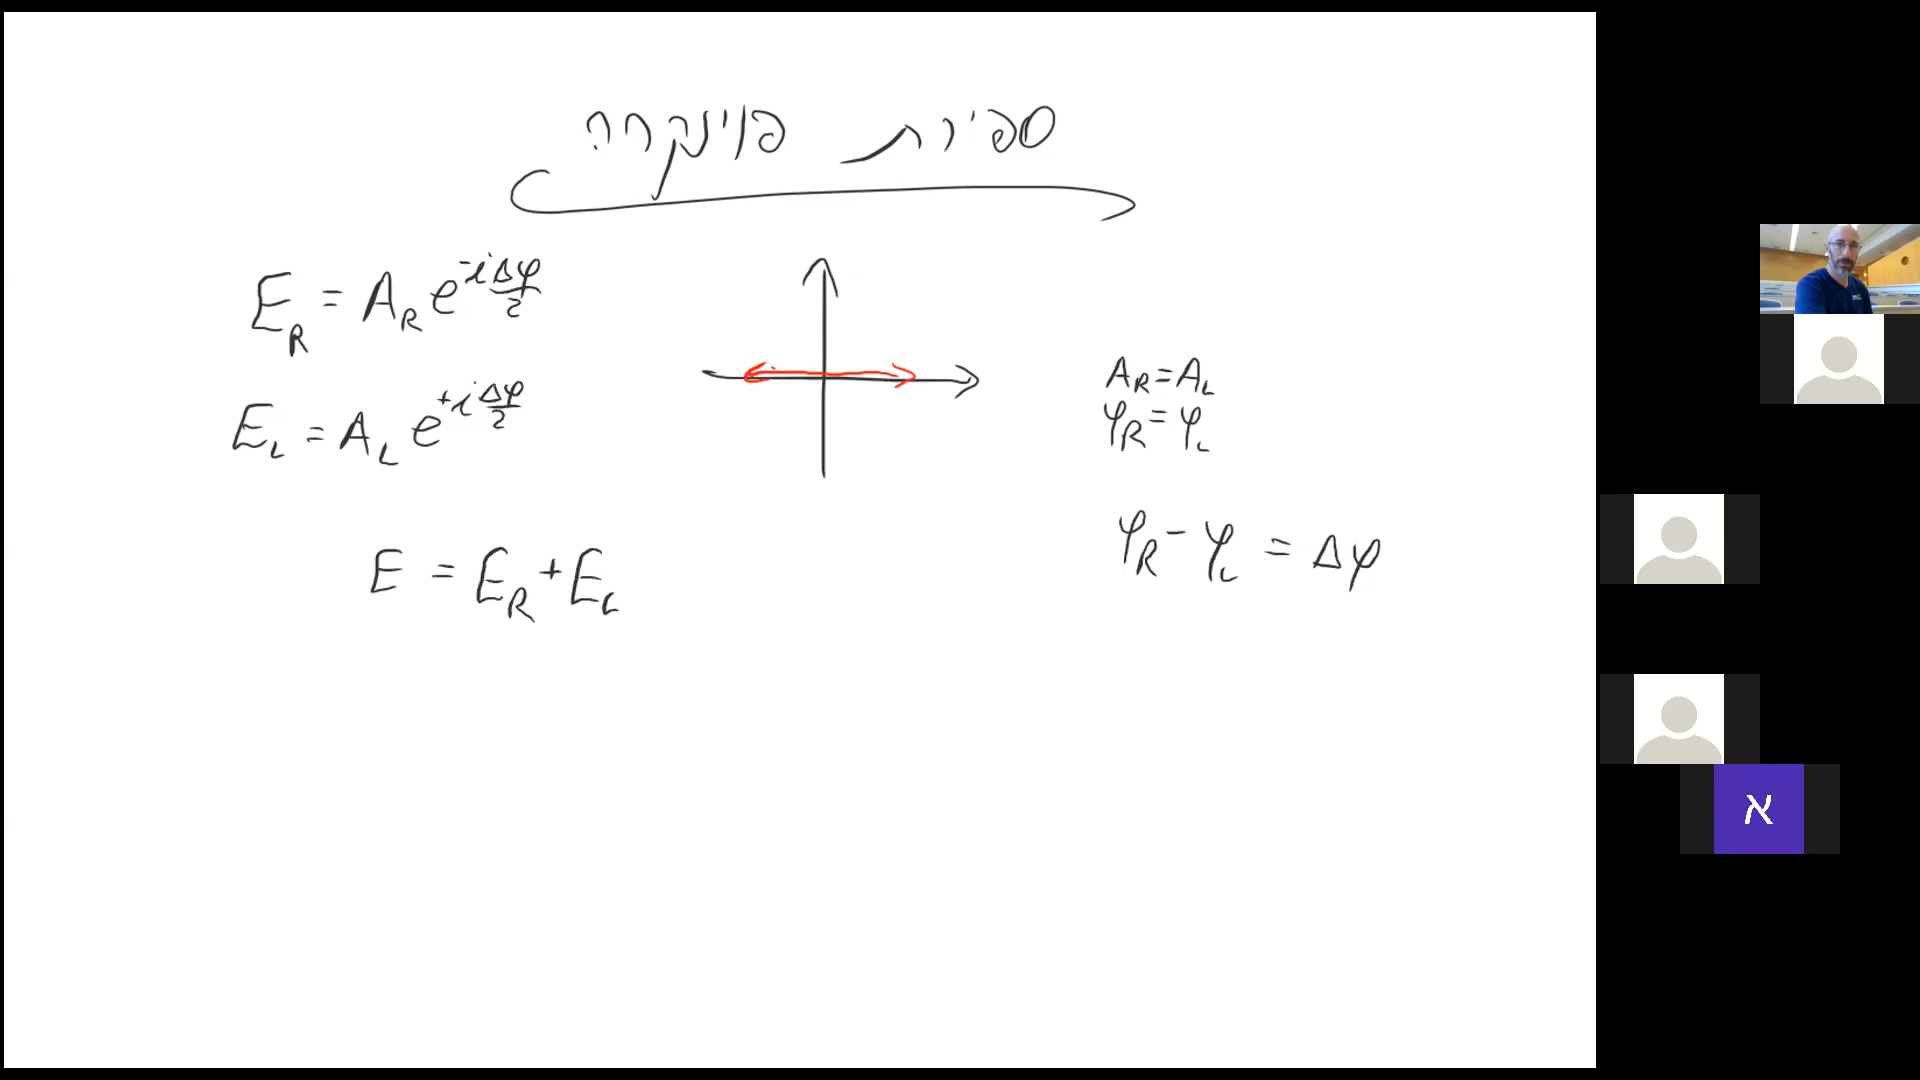 ספירת פוינקרה
E_R = A_R e^{-iΔφ/2}
E_L = A_L e^{+iΔφ/2}
A_R = A_L
φ_R = φ_L
φ_R - φ_L = Δφ
E = E_R + E_L
א